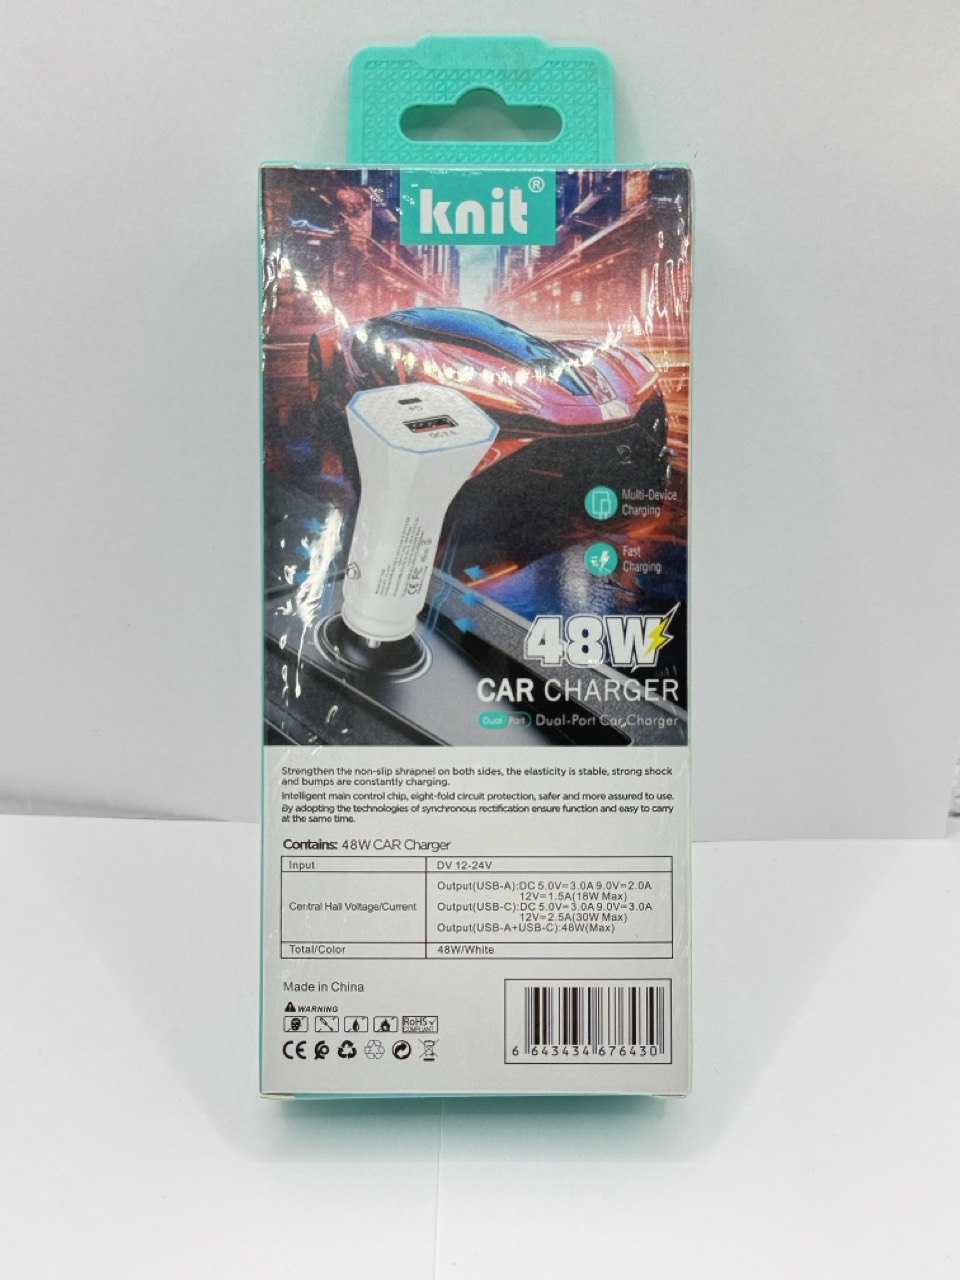 knit®
PD
QC3.0
Multi-Device
Charging
Fast
Charging
48W
CAR CHARGER
Dual Port Dual-Port Car Charger
Strengthen the non-slip shrapnel on both sides, the elasticity is stable, strong shock
and bumps are constantly charging.
Intelligent main control chip, eight-fold circuit protection, safer and more assured to use.
By adopting the technologies of synchronous rectification ensure function and easy to carry
at the same time.
Contains: 48W CAR Charger
Input DV 12-24V
Central Hall Voltage/Current
Output(USB-A):DC 5.0V=3.0A 9.0V=2.0A
12V=1.5A(18W Max)
Output(USB-C):DC 5.0V=3.0A 9.0V=3.0A
12V=2.5A(30W Max)
Output(USB-A+USB-C):48W(Max)
Total/Color 48W/White
Made in China
WARNING
RoHS
COMPLIANT
CE
6 643434 676430